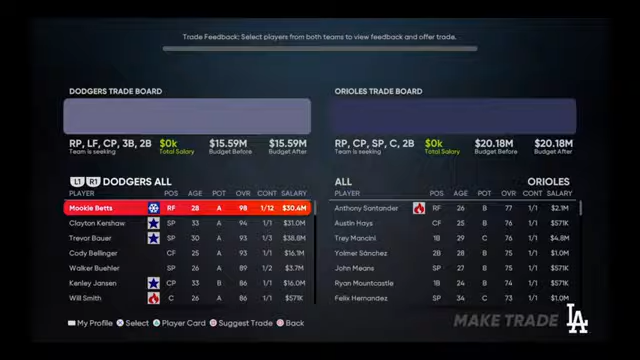 Trade Feedback: Select players from both teams to view feedback and offer trade.
DODGERS TRADE BOARD
ORIOLES TRADE BOARD
RP, LF, CP, 3B, 2B $0k $15.59M $15.59M
Team is seeking Total Salary Budget Before Budget After
RP, CP, SP, C, 2B $0k $20.18M $20.18M
Team is seeking Total Salary Budget Before Budget After
L1 R1 DODGERS ALL
ALL ORIOLES
PLAYER POS AGE POT OVR CONT SALARY
Mookie Betts RF 28 A 98 1/12 $30.4M
Clayton Kershaw SP 33 A 94 1/1 $31.0M
Trevor Bauer SP 30 A 93 1/3 $38.8M
Cody Bellinger CF 25 A 93 1/1 $16.1M
Walker Buehler SP 26 A 89 1/2 $3.7M
Kenley Jansen CP 33 B 86 1/1 $16.0M
Will Smith C 26 A 86 1/1 $571K
PLAYER POS AGE POT OVR CONT SALARY
Anthony Santander RF 26 B 77 1/1 $2.1M
Austin Hays CF 25 B 76 1/1 $571K
Trey Mancini 1B 29 C 76 1/1 $4.8M
Yolmer Sánchez 2B 28 B 75 1/1 $1.0M
John Means SP 27 B 75 1/1 $571K
Ryan Mountcastle 1B 24 B 74 1/1 $571K
Felix Hernandez SP 34 C 73 1/1 $1.0M
My Profile Select Player Card Suggest Trade Back
MAKE TRADE LA